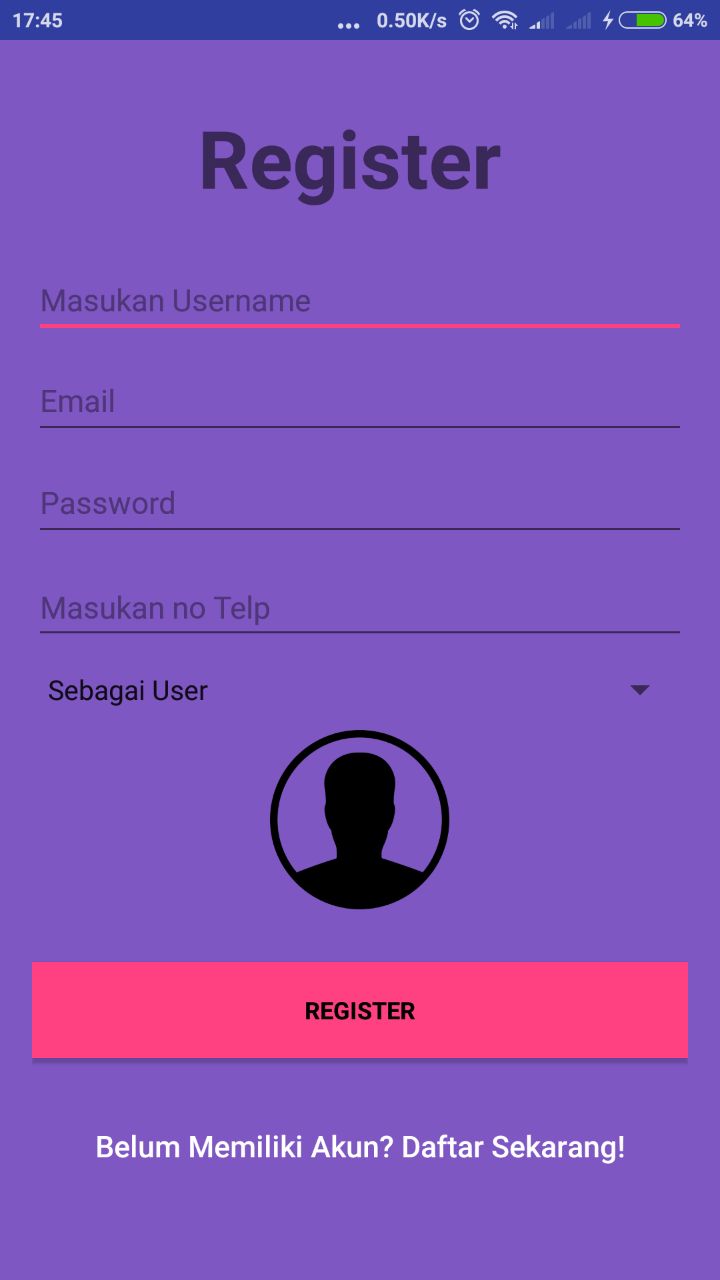 17:45 ... 0.50K/s 64%
Register
Masukan Username
Email
Password
Masukan no Telp
Sebagai User
REGISTER
Belum Memiliki Akun? Daftar Sekarang!